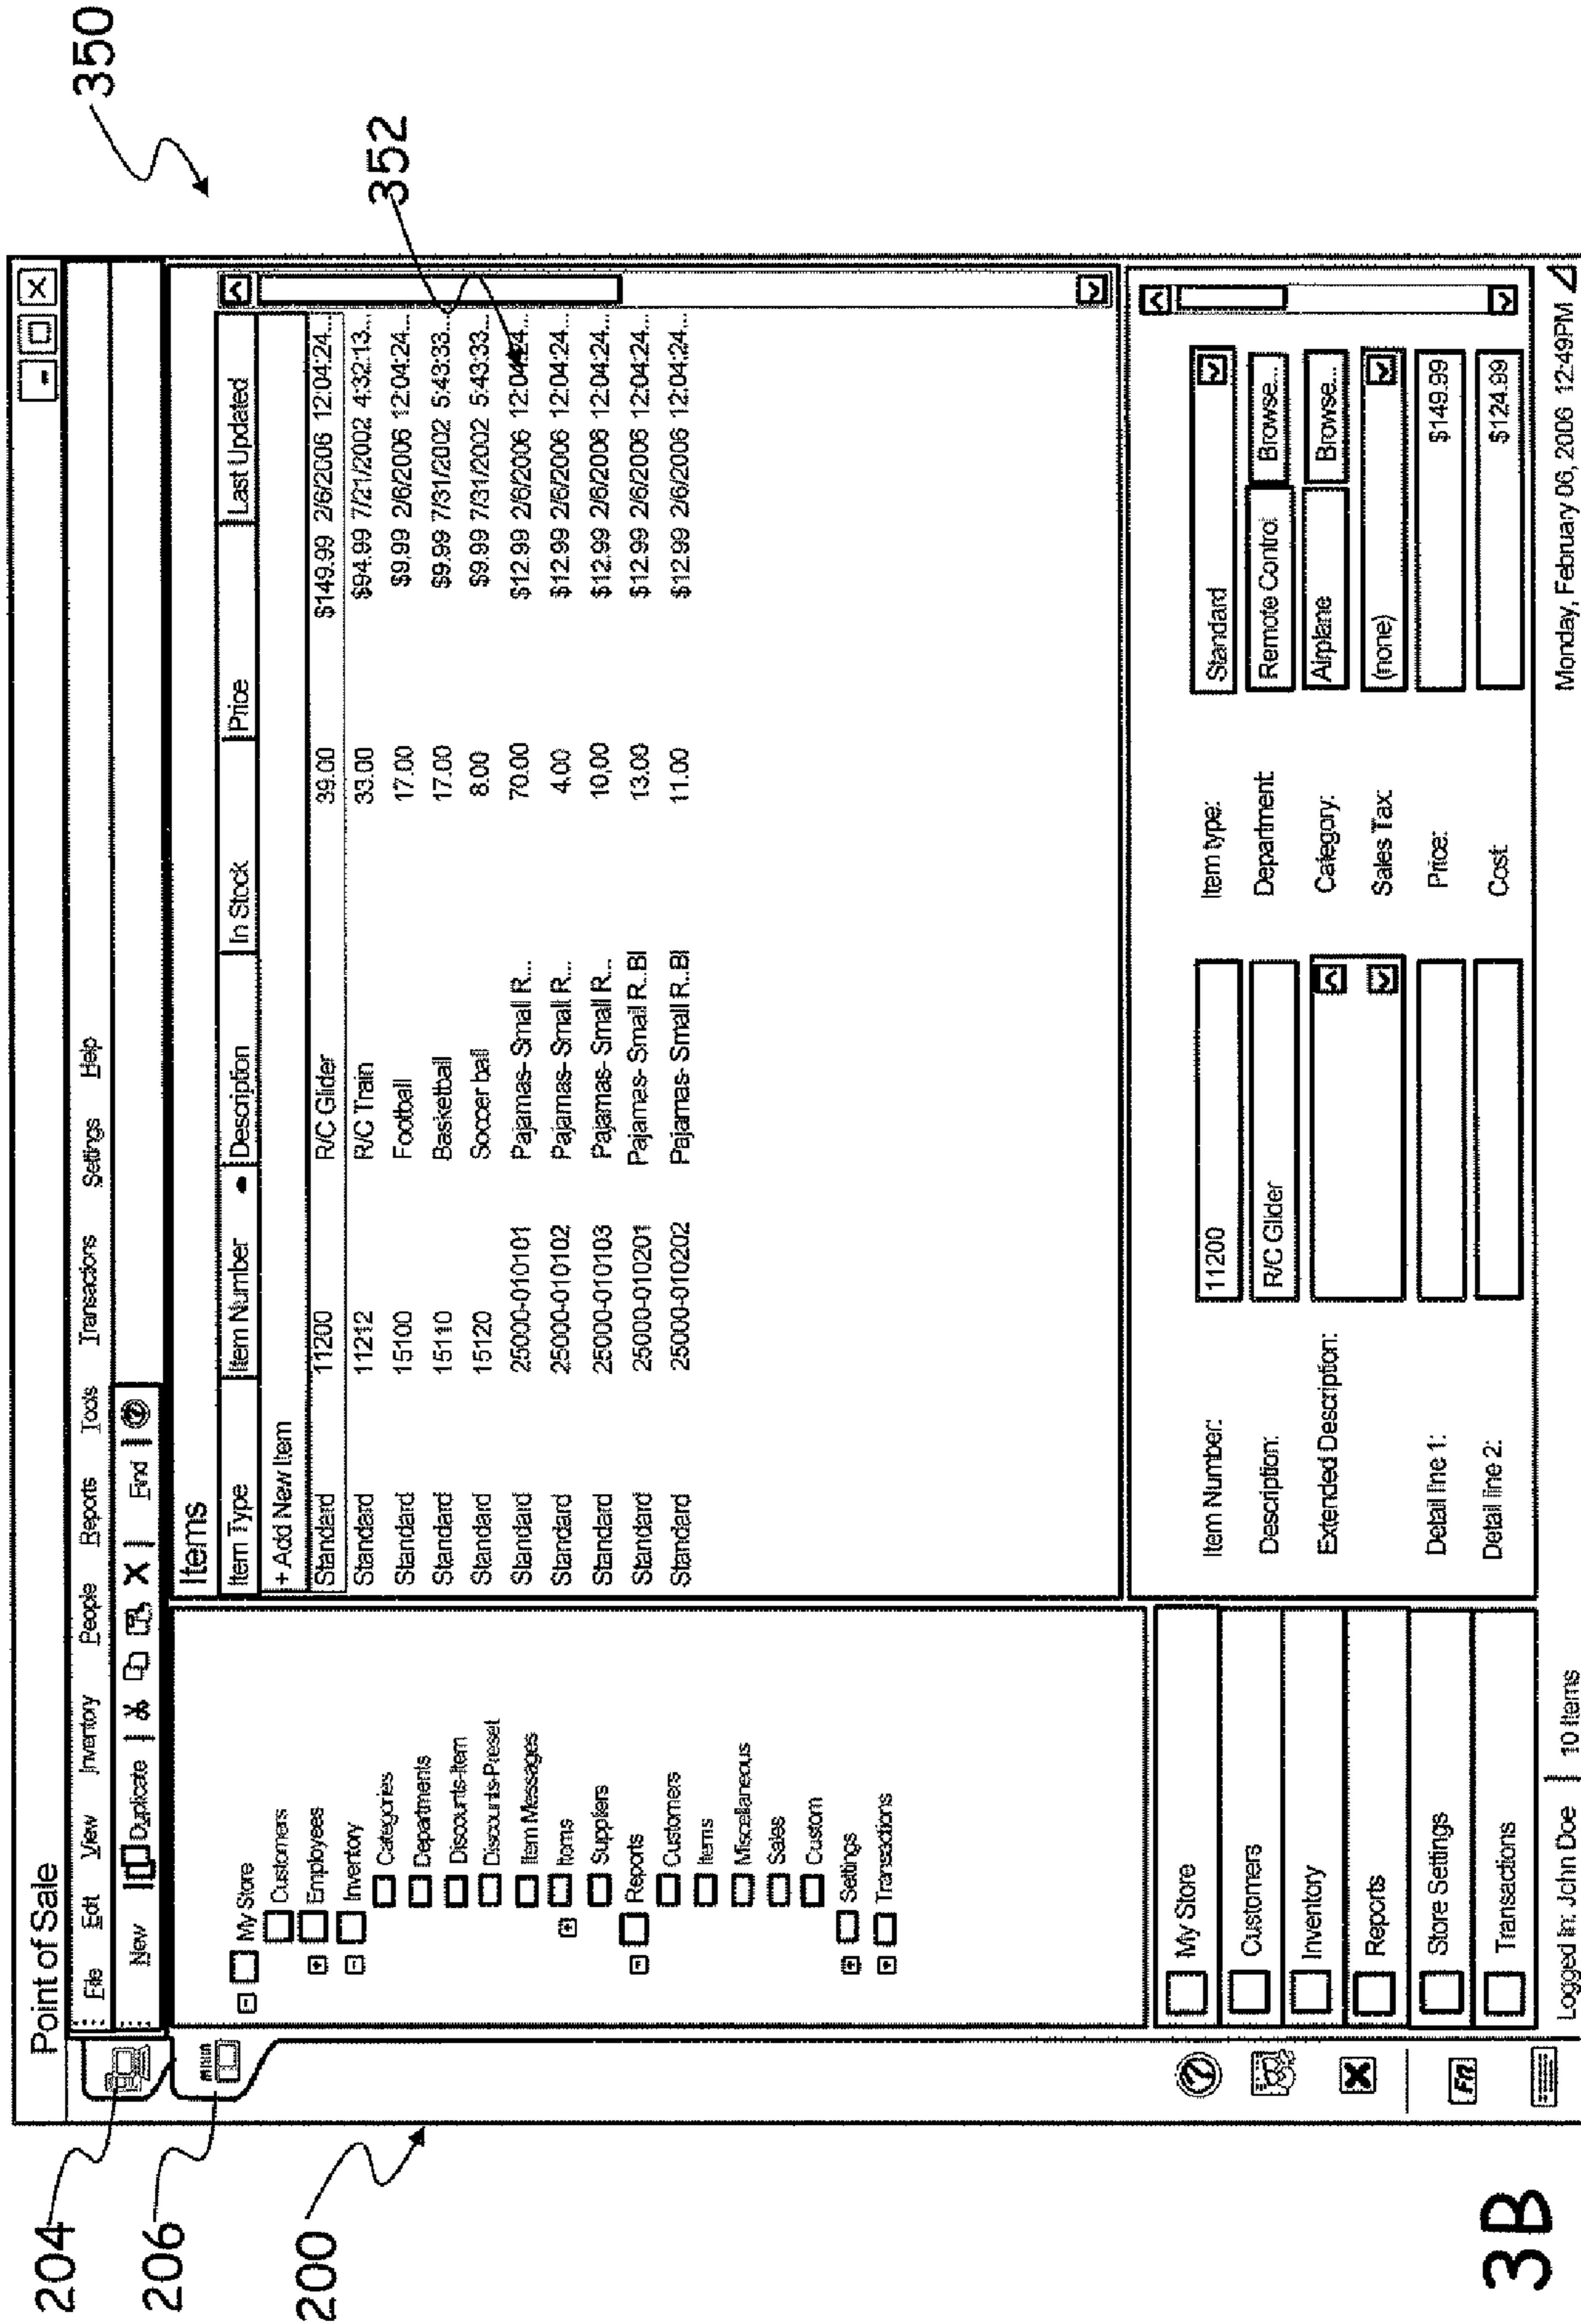 350
352
204
206
200
Point of Sale
File Edit View Inventory People Reports Tools Transactions Settings Help
New Duplicate Find
My Store
Customers
Employees
Inventory
Categories
Departments
Discounts-Item
Discounts-Preset
Item Messages
Items
Suppliers
Reports
Customers
Items
Miscellaneous
Sales
Custom
Settings
Transactions
My Store
Customers
Inventory
Reports
Store Settings
Transactions
Fn
Items
Item Type Item Number Description In Stock Price Last Updated
+ Add New Item
Standard 11200 R/C Glider 39.00 $149.99 2/6/2006 12:04:24...
Standard 11212 R/C Train 33.00 $94.99 7/21/2002 4:32:13...
Standard 15100 Football 17.00 $9.99 2/6/2006 12:04:24...
Standard 15110 Basketball 17.00 $9.99 7/31/2002 5:43:33...
Standard 15120 Soccer ball 8.00 $9.99 7/31/2002 5:43:33...
Standard 25000-010101 Pajamas- Small R... 70.00 $12.99 2/6/2006 12:04:24...
Standard 25000-010102 Pajamas- Small R... 4.00 $12.99 2/6/2006 12:04:24...
Standard 25000-010103 Pajamas- Small R... 10.00 $12.99 2/6/2006 12:04:24...
Standard 25000-010201 Pajamas- Small R..Bl 13.00 $12.99 2/6/2006 12:04:24...
Standard 25000-010202 Pajamas- Small R..Bl 11.00 $12.99 2/6/2006 12:04:24...
Item Number: 11200 Item type: Standard
Description: R/C Glider Department: Remote Control Browse...
Extended Description: Category: Airplane Browse...
Sales Tax: (none)
Detail line 1: Price: $149.99
Detail line 2: Cost: $124.99
Logged in: John Doe 10 Items Monday, February 06, 2006 12:49PM
3B